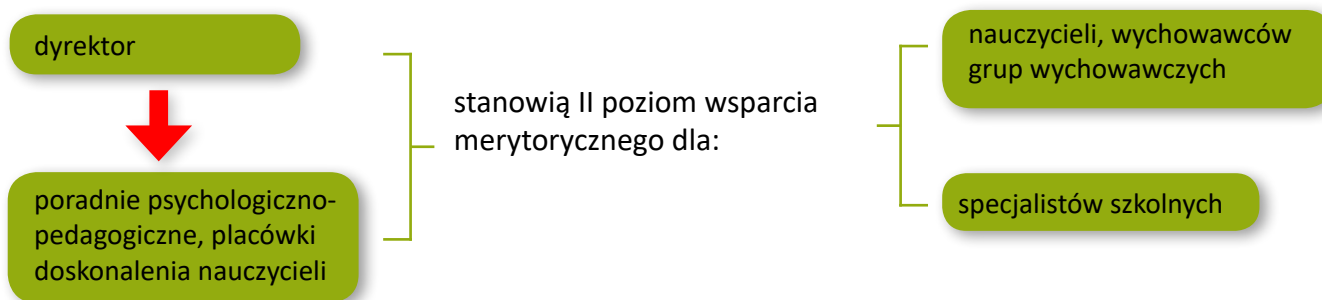 dyrektor
poradnie psychologiczno-
pedagogiczne, placówki
doskonalenia nauczycieli
stanowią II poziom wsparcia
merytorycznego dla:
nauczycieli, wychowawców
grup wychowawczych
specjalistów szkolnych